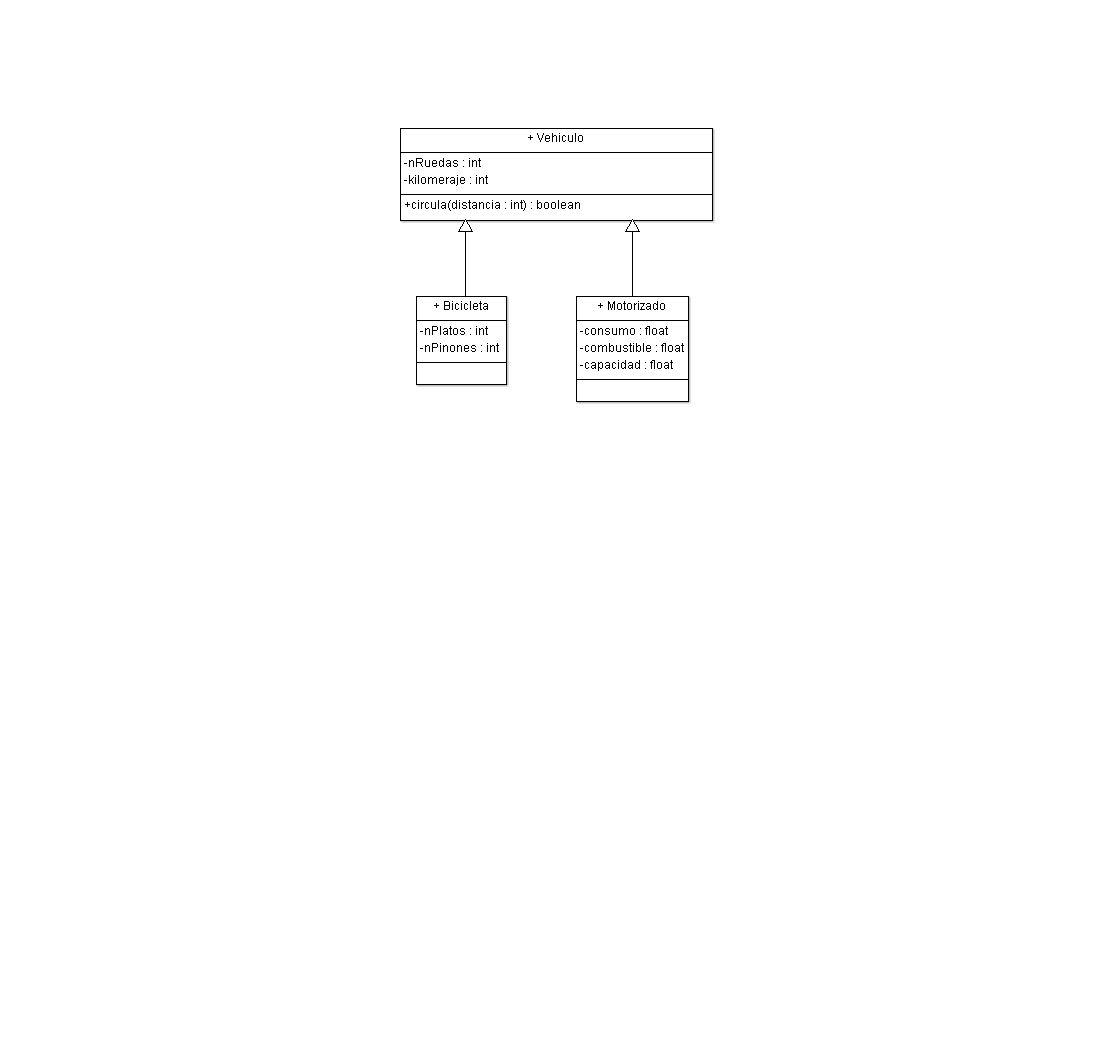 + Vehiculo
-nRuedas : int
-kilomeraje : int
+circula(distancia : int) : boolean
+ Bicicleta
-nPlatos : int
-nPinones : int
+ Motorizado
-consumo : float
-combustible : float
-capacidad : float